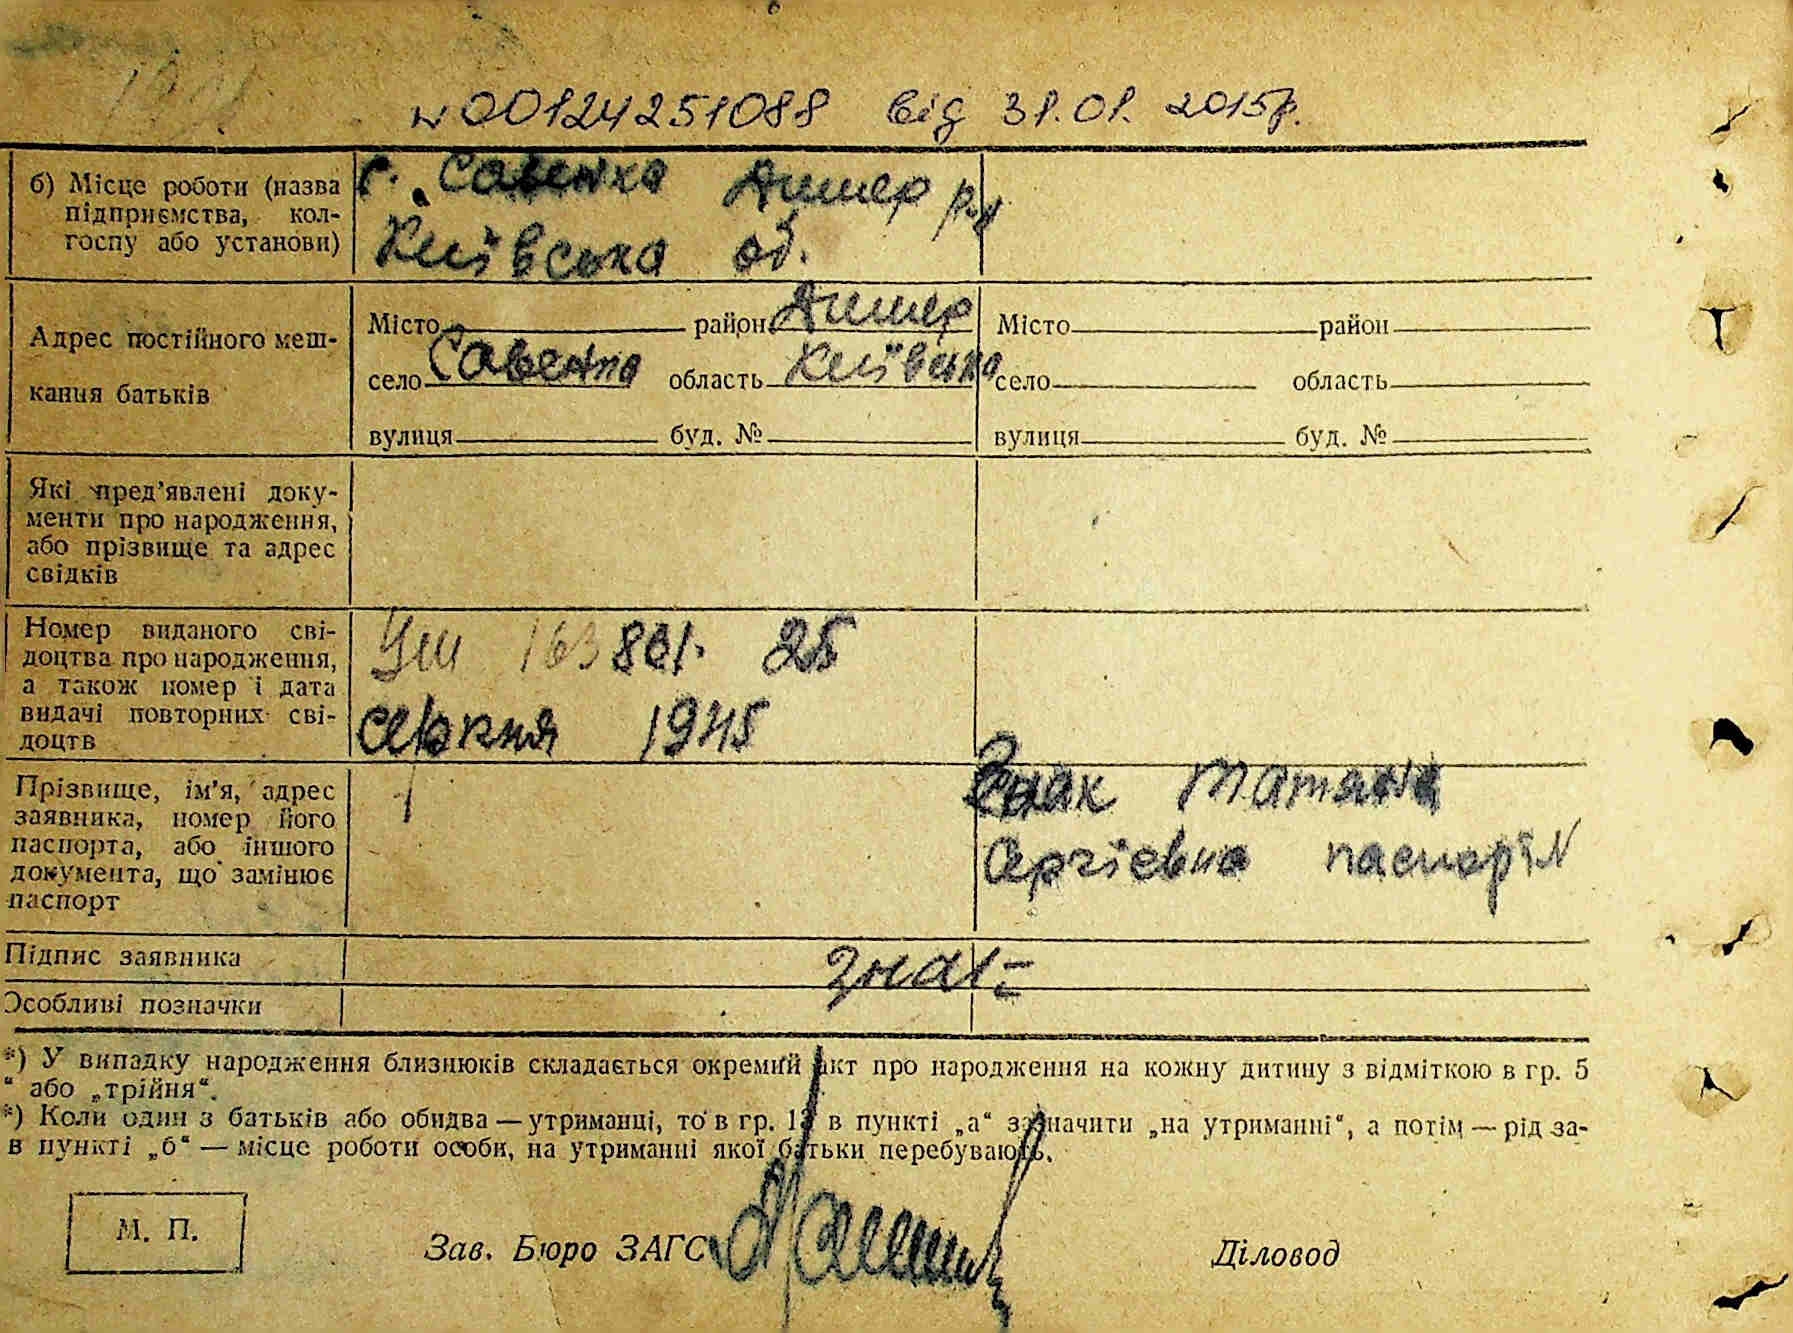 № 00124251088 від 31.01.2015р.
б) Місце роботи (назва
підприємства, кол-
госпу або установи)
с. Савенка Димер р-н
Київська об.
Адрес постійного меш-
кання батьків
Місто район Димер
село Савенка область Київська
вулиця буд. №
Місто район
село область
вулиця буд. №
Які пред’явлені доку-
менти про народження,
або прізвище та адрес
свідків
Номер виданого сві-
доцтва про народження,
а також номер і дата
видачі повторних сві-
доцтв
163861. 25
серпня 1945
Прізвище, ім’я, адрес
заявника, номер його
паспорта, або іншого
документа, що замінює
паспорт
Знак Татяна
Сергієвна паспорт N
Підпис заявника
Знак
Особливі позначки
*) У випадку народження близнюків складається окремий акт про народження на кожну дитину з відміткою в гр. 5
“ або „трійня“.
*) Коли один з батьків або обидва — утриманці, то в гр. 13 в пункті „а“ зазначити „на утриманні“, а потім — рід за-
в пункті „б“ — місце роботи особи, на утриманні якої батьки перебувають.
М. П.
Зав. Бюро ЗАГС
Діловод